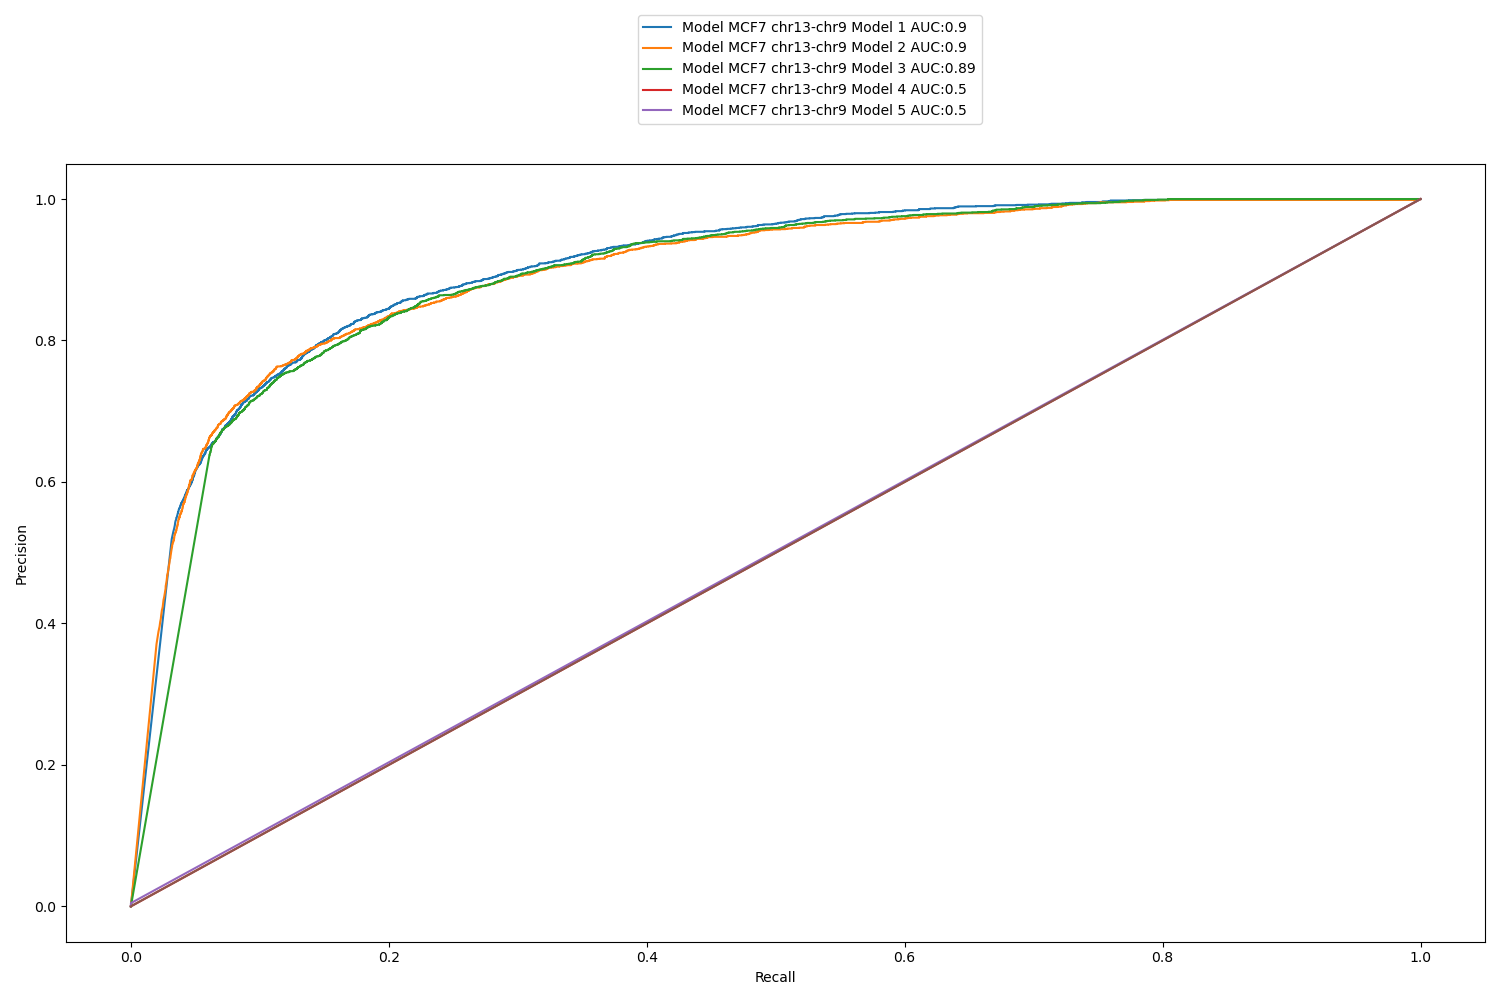 Model MCF7 chr13-chr9 Model 1 AUC:0.9
Model MCF7 chr13-chr9 Model 2 AUC:0.9
Model MCF7 chr13-chr9 Model 3 AUC:0.89
Model MCF7 chr13-chr9 Model 4 AUC:0.5
Model MCF7 chr13-chr9 Model 5 AUC:0.5
1.0
0.8
0.6
Precision
0.4
0.2
0.0
0.0 0.2 0.4 0.6 0.8 1.0
Recall